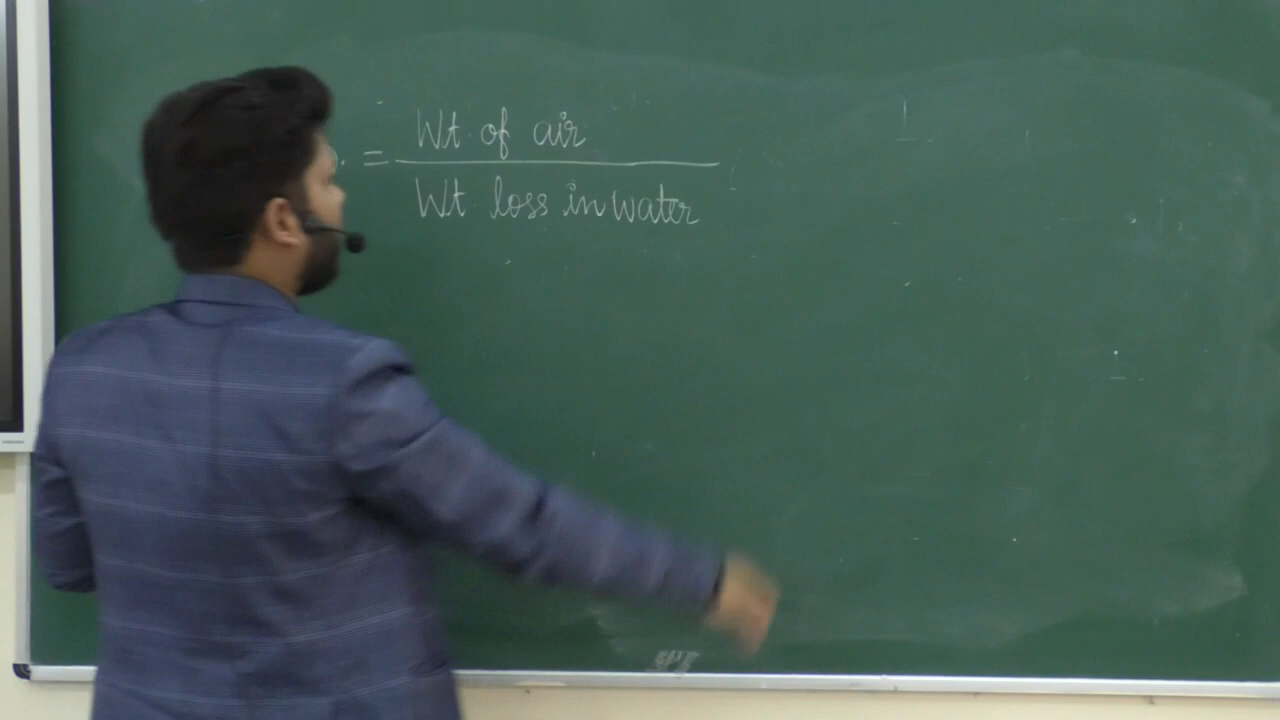 . = Wt. of air
Wt loss in water